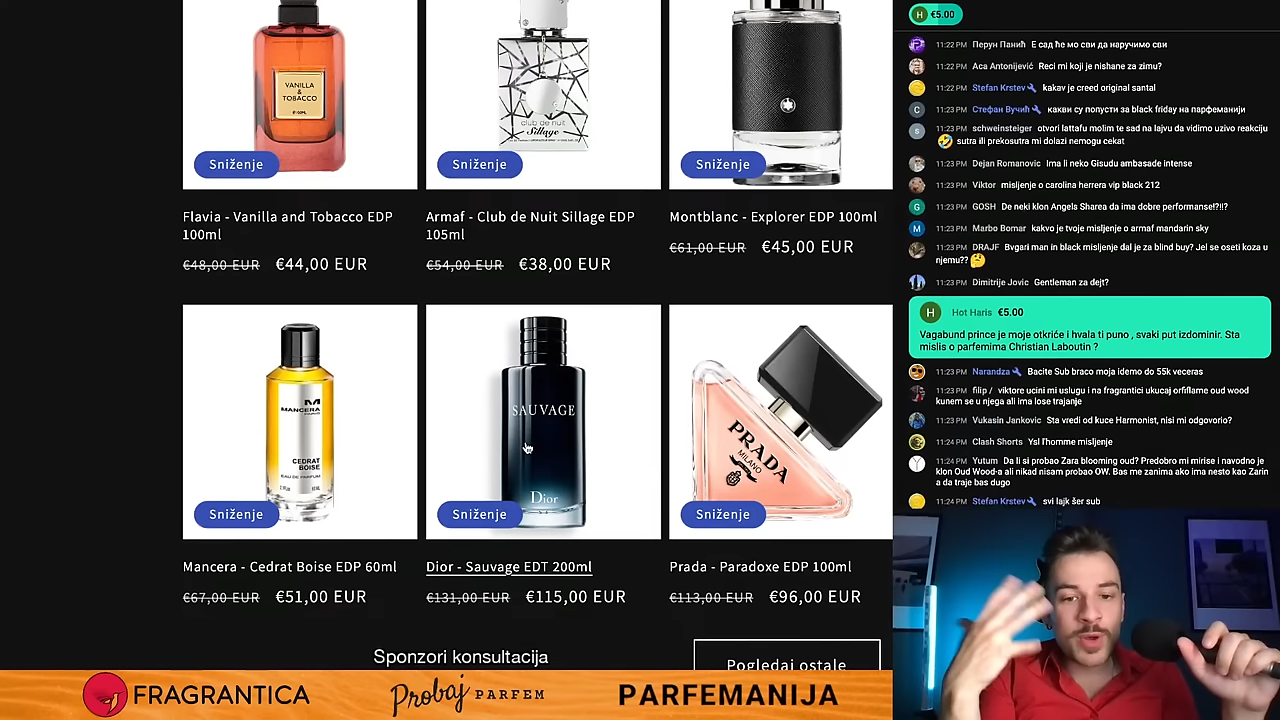 VANILLA
&
TOBACCO
club de nuit
Sillage
Sniženje
Sniženje
Sniženje
Flavia - Vanilla and Tobacco EDP
100ml
€48,00 EUR €44,00 EUR
Armaf - Club de Nuit Sillage EDP
105ml
€54,00 EUR €38,00 EUR
Montblanc - Explorer EDP 100ml
€61,00 EUR €45,00 EUR
MANCERA
CEDRAT
BOISE
EAU DE PARFUM
SAUVAGE
Dior
PRADA
MILANO
Sniženje
Sniženje
Sniženje
Mancera - Cedrat Boise EDP 60ml
€67,00 EUR €51,00 EUR
Dior - Sauvage EDT 200ml
€131,00 EUR €115,00 EUR
Prada - Paradoxe EDP 100ml
€113,00 EUR €96,00 EUR
Sponzori konsultacija
Pogledaj ostale
FRAGRANTICA
Probaj PARFEM
PARFEMANIJA
H €5.00
11:22 PM Перун Панић Е сад ће мо сви да наручимо сви
11:22 PM Aca Antonijević Reci mi koji je nishane za zimu?
11:22 PM Stefan Krstev kakav je creed original santal
11:23 PM Стефан Вучић какви су попусти за black friday на парфеманији
11:23 PM schweinsteiger otvori lattafu molim te sad na lajvu da vidimo uzivo reakciju
🤣 sutra ili prekosutra mi dolazi nemogu cekat
11:23 PM Dejan Romanovic Ima li neko Gisudu ambasade intense
11:23 PM Viktor misljenje o carolina herrera vip black 212
11:23 PM GOSH De neki klon Angels Sharea da ima dobre performanse!?!!?
11:23 PM Marbo Bomar kakvo je tvoje misljenje o armaf mandarin sky
11:23 PM DRAJF Bvgari man in black misljenje dal je za blind buy? Jel se oseti koza u
njemu?? 🤔
11:23 PM Dimitrije Jovic Gentleman za dejt?
H Hot Haris €5.00
Vagabund prince je moje otkriće i hvala ti puno , svaki put izdominir. Sta
mislis o parfemima Christian Laboutin ?
11:23 PM Narandza Bacite Sub braco moja idemo do 55k veceras
11:23 PM filip / viktore ucini mi uslugu i na fragrantici ukucaj orfiflame oud wood
kunem se u njega ali ima lose trajanje
11:23 PM Vukasin Jankovic Sta vredi od kuce Harmonist, nisi mi odgovorio?
11:24 PM Clash Shorts Ysl l'homme misljenje
11:24 PM Yutum Da li si probao Zara blooming oud? Predobro mi mirise i navodno je
klon Oud Wood-a ali nikad nisam probao OW. Bas me zanima ako ima nesto kao Zarin
a da traje bas dugo
11:24 PM Stefan Krstev svi lajk šer sub